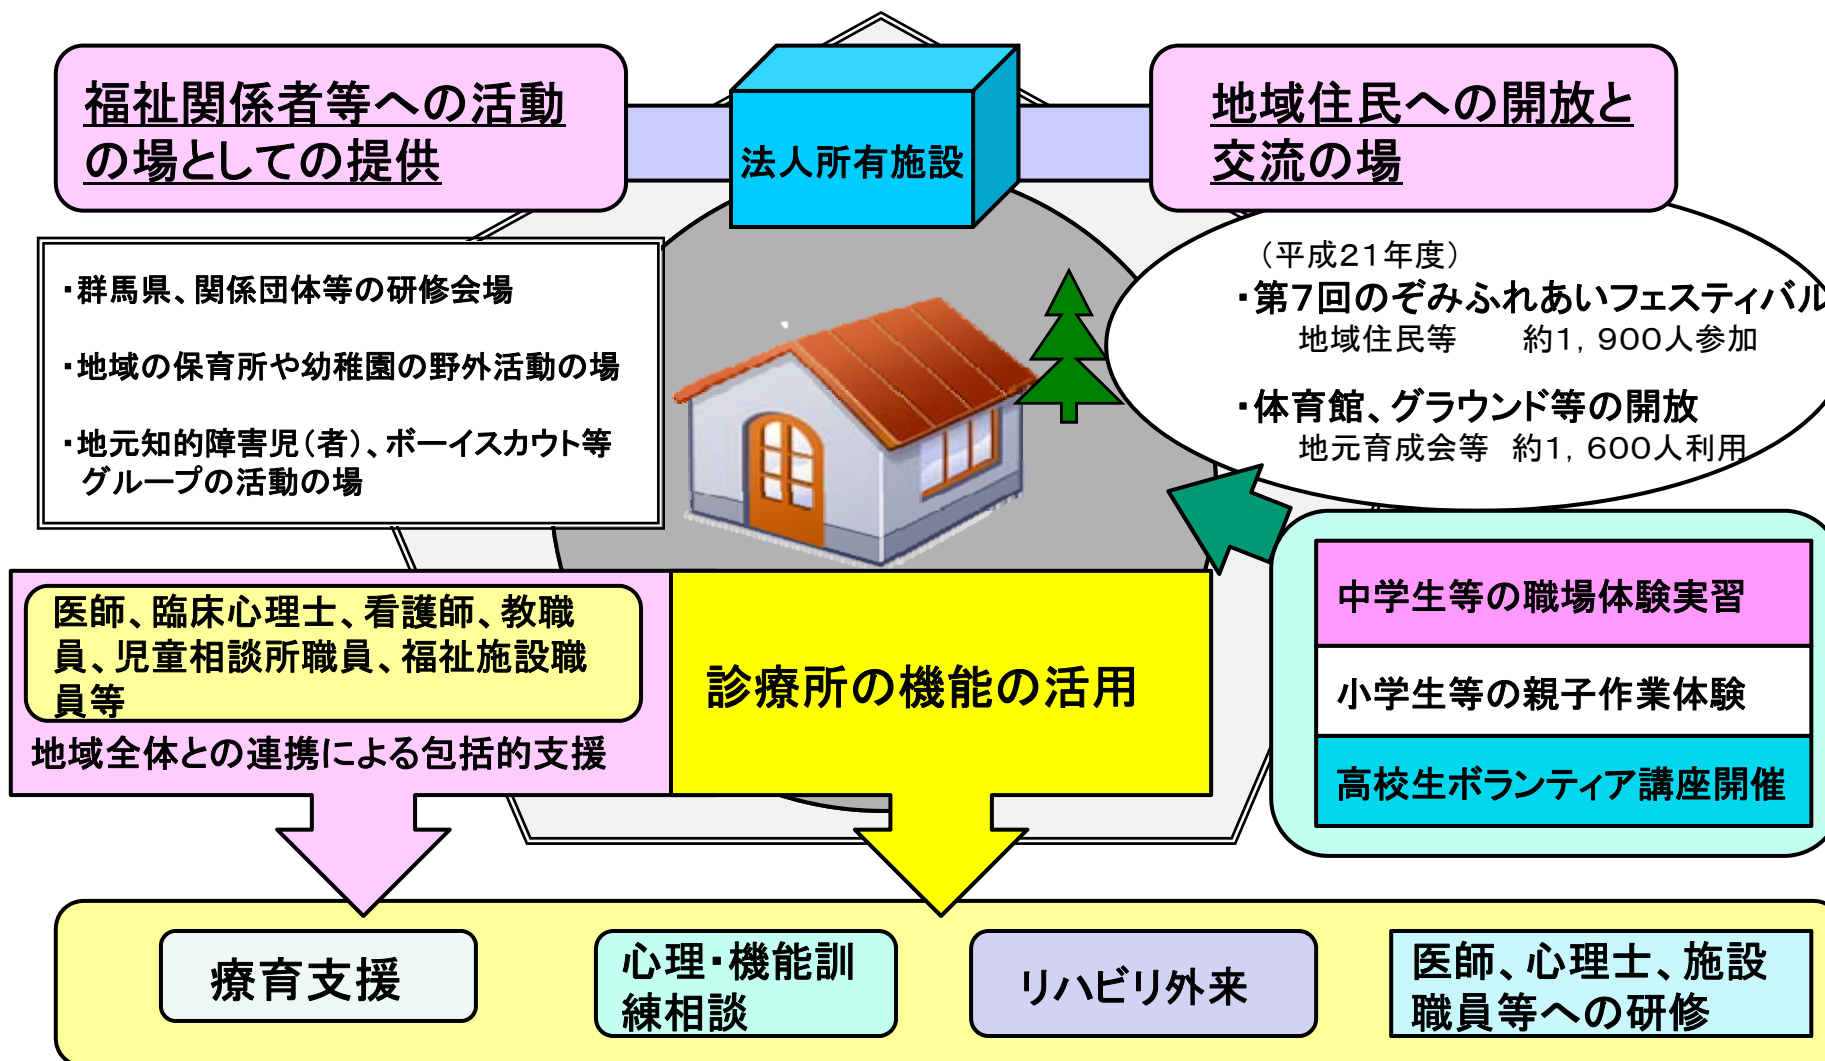 福祉関係者等への活動
の場としての提供
法人所有施設
地域住民への開放と
交流の場
・群馬県、関係団体等の研修会場
・地域の保育所や幼稚園の野外活動の場
・地元知的障害児(者)、ボーイスカウト等
グループの活動の場
(平成21年度)
・第7回のぞみふれあいフェスティバル
地域住民等 約1,900人参加
・体育館、グラウンド等の開放
地元育成会等 約1,600人利用
中学生等の職場体験実習
小学生等の親子作業体験
高校生ボランティア講座開催
医師、臨床心理士、看護師、教職
員、児童相談所職員、福祉施設職
員等
地域全体との連携による包括的支援
診療所の機能の活用
療育支援
心理・機能訓
練相談
リハビリ外来
医師、心理士、施設
職員等への研修